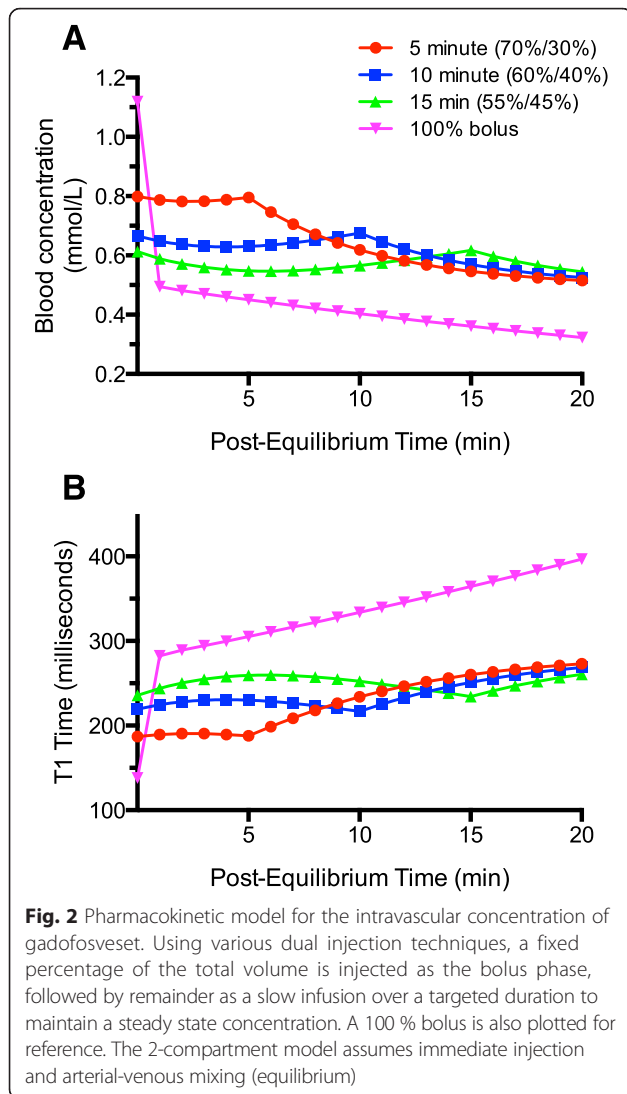 A
5 minute (70%/30%)
10 minute (60%/40%)
15 min (55%/45%)
100% bolus
1.2
1.0
0.8
0.6
0.4
0.2
Blood concentration
(mmol/L)
5
10
15
20
Post-Equilibrium Time (min)
B
400
300
200
100
T1 Time (milliseconds)
5
10
15
20
Post-Equilibrium Time (min)
Fig. 2 Pharmacokinetic model for the intravascular concentration of
gadofosveset. Using various dual injection techniques, a fixed
percentage of the total volume is injected as the bolus phase,
followed by remainder as a slow infusion over a targeted duration to
maintain a steady state concentration. A 100 % bolus is also plotted for
reference. The 2-compartment model assumes immediate injection
and arterial-venous mixing (equilibrium)